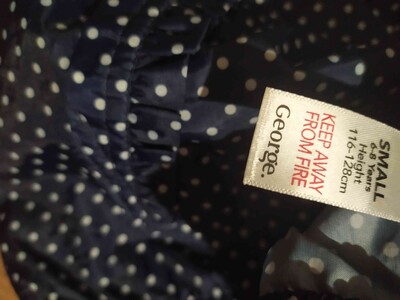 SMALL
6-8 Years
Height
116-128cm
KEEP AWAY
FROM FIRE
George.